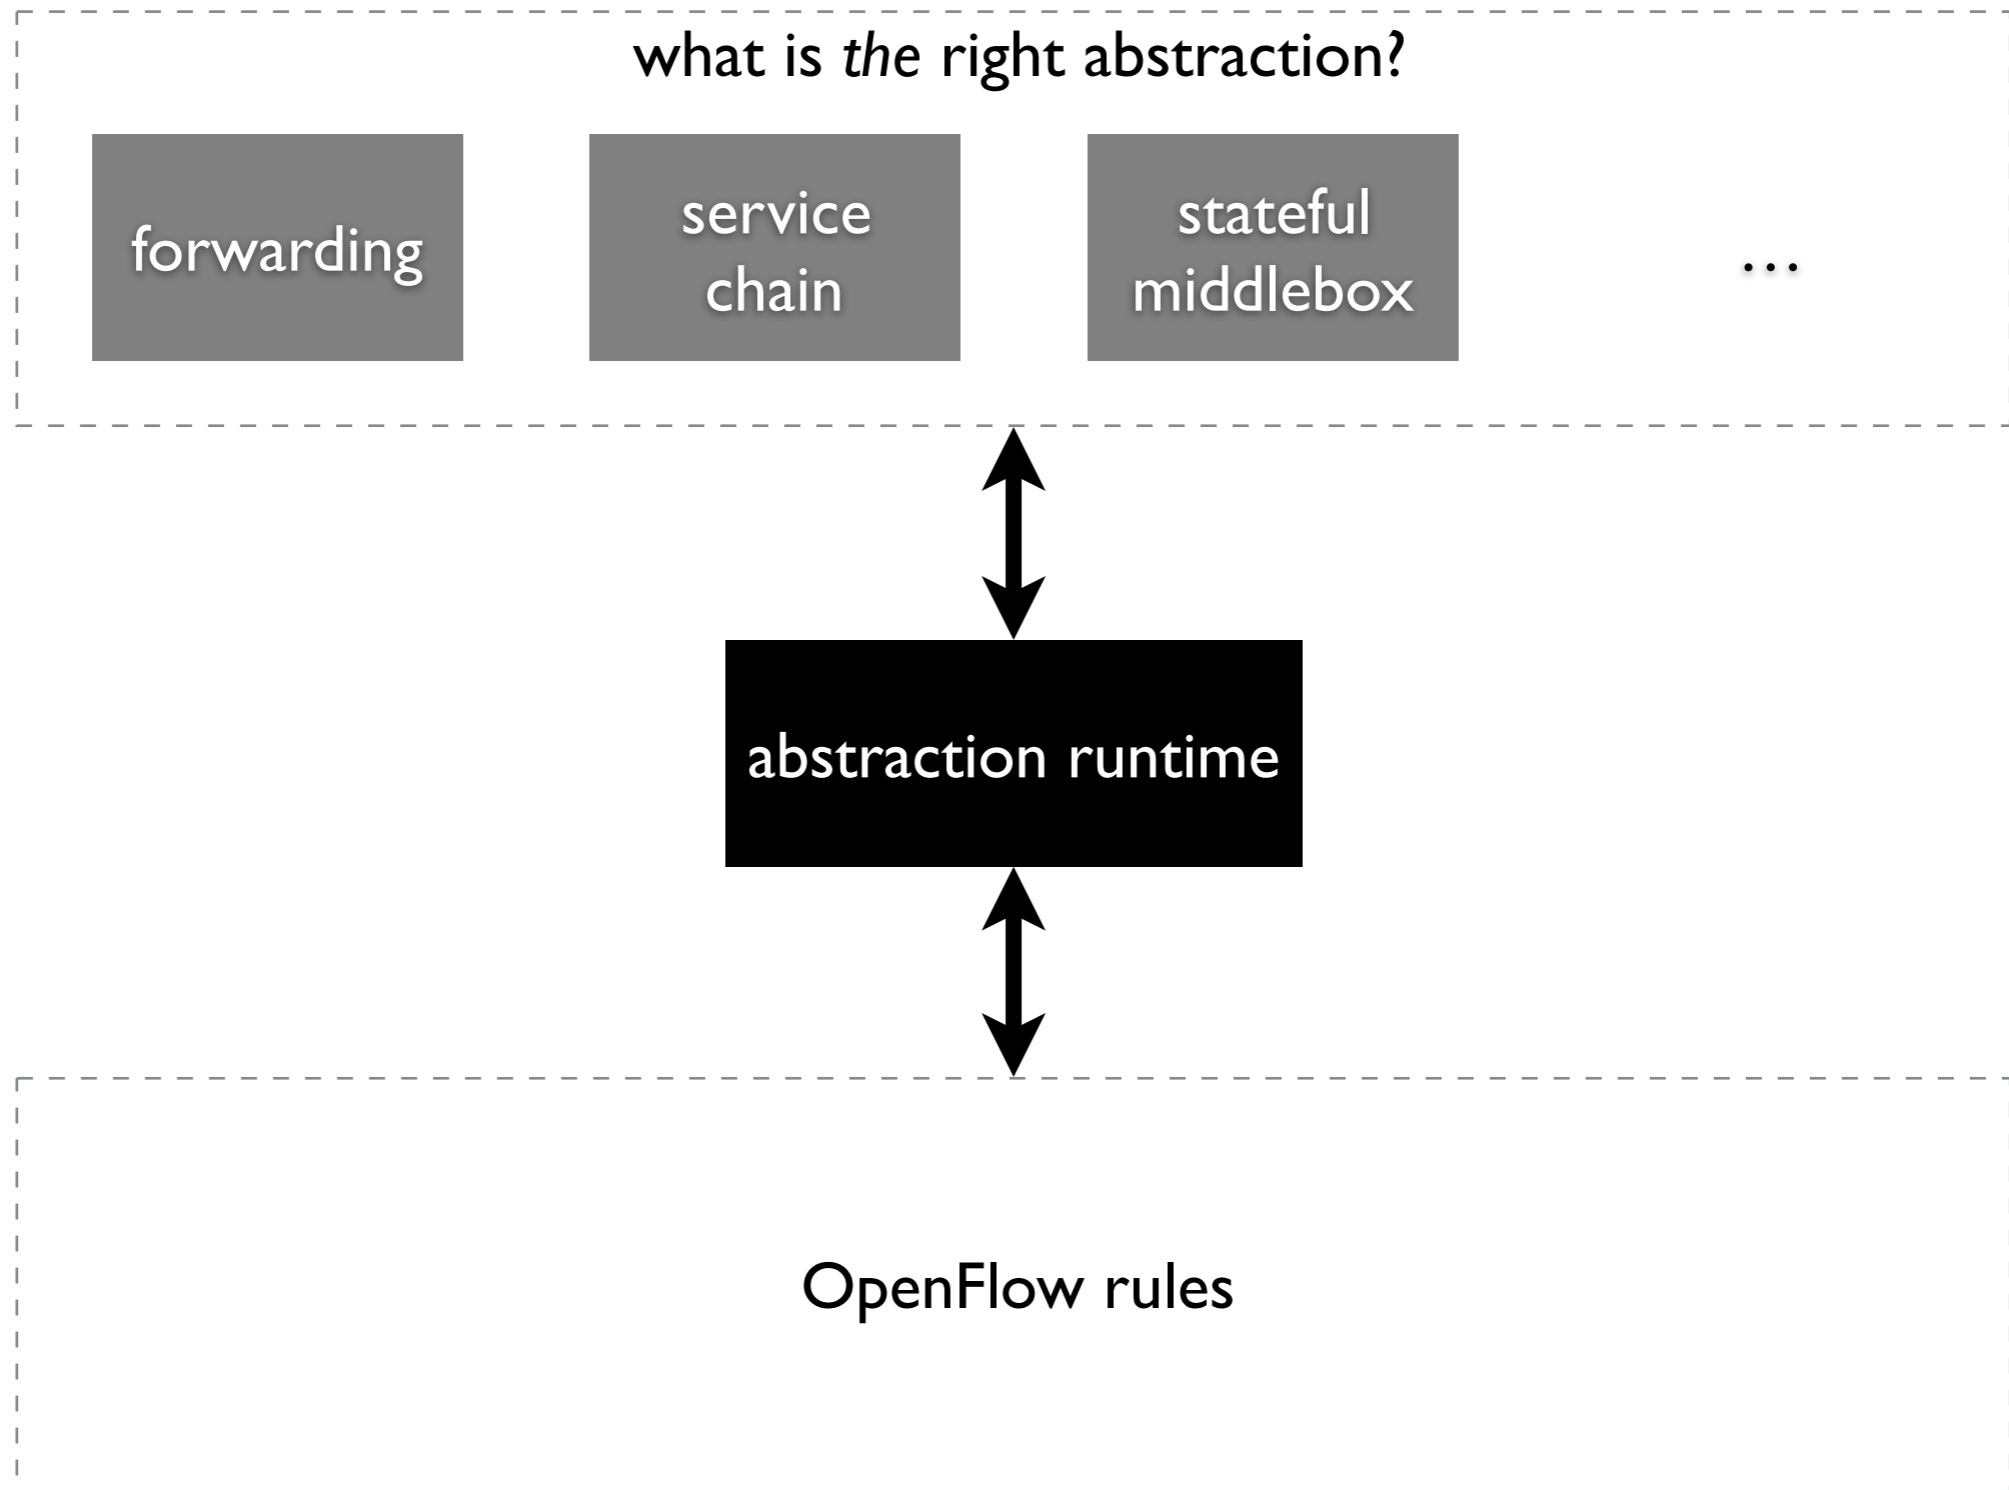 what is the right abstraction?
forwarding
service
chain
stateful
middlebox
...
abstraction runtime
OpenFlow rules